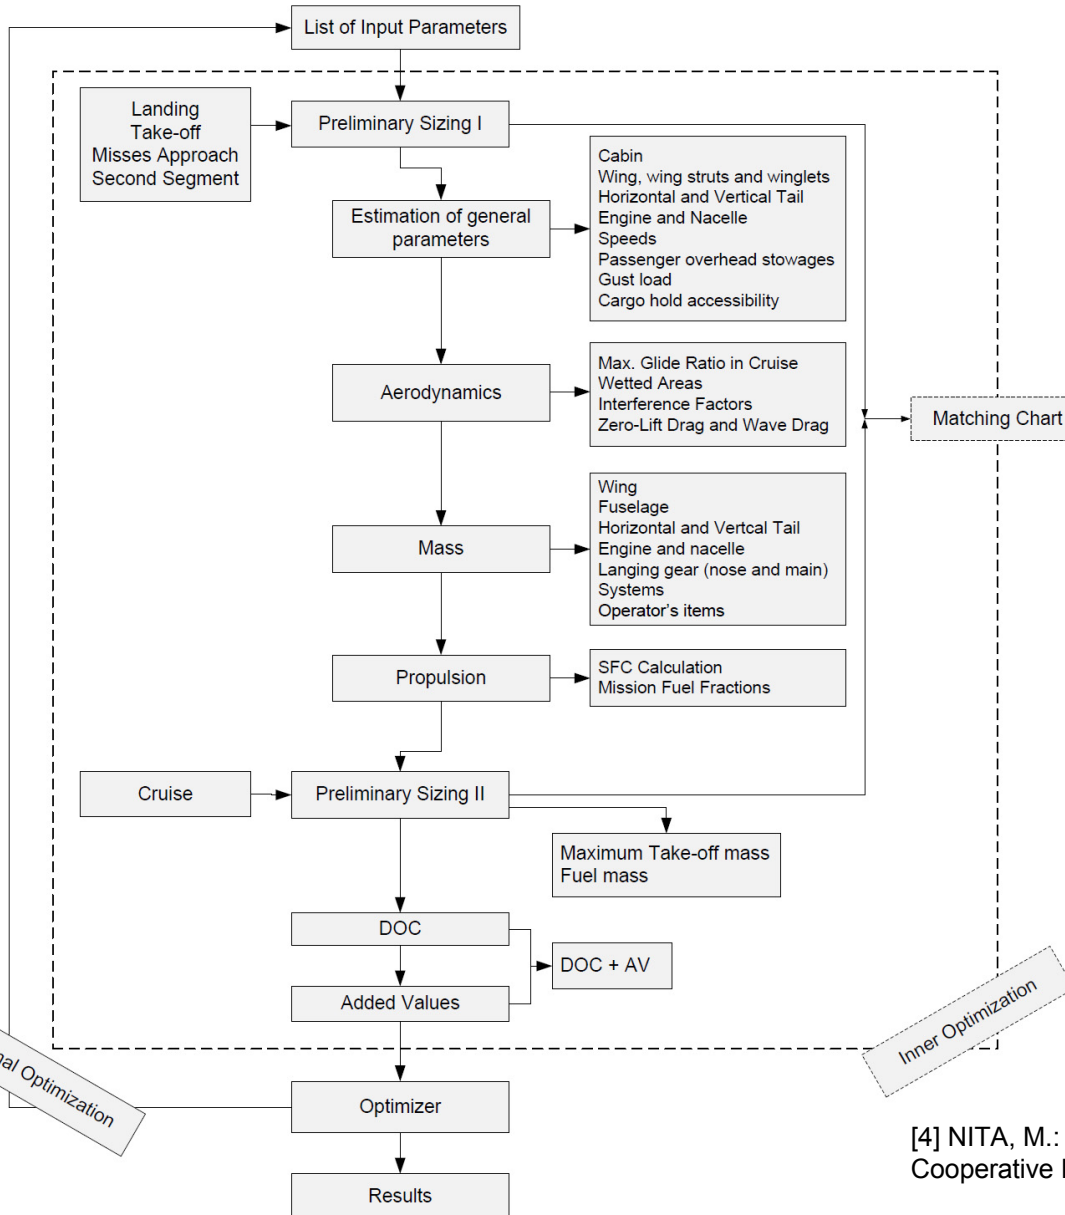 List of Input Parameters
Landing
Take-off
Misses Approach
Second Segment
Preliminary Sizing I
Estimation of general
parameters
Cabin
Wing, wing struts and winglets
Horizontal and Vertical Tail
Engine and Nacelle
Speeds
Passenger overhead stowages
Gust load
Cargo hold accessibility
Aerodynamics
Max. Glide Ratio in Cruise
Wetted Areas
Interference Factors
Zero-Lift Drag and Wave Drag
Matching Chart
Mass
Wing
Fuselage
Horizontal and Vertcal Tail
Engine and nacelle
Langing gear (nose and main)
Systems
Operator's items
Propulsion
SFC Calculation
Mission Fuel Fractions
Cruise
Preliminary Sizing II
Maximum Take-off mass
Fuel mass
DOC
DOC + AV
Added Values
Inner Optimization
Optimization
Optimizer
Results
[4] NITA, M.:
Cooperative